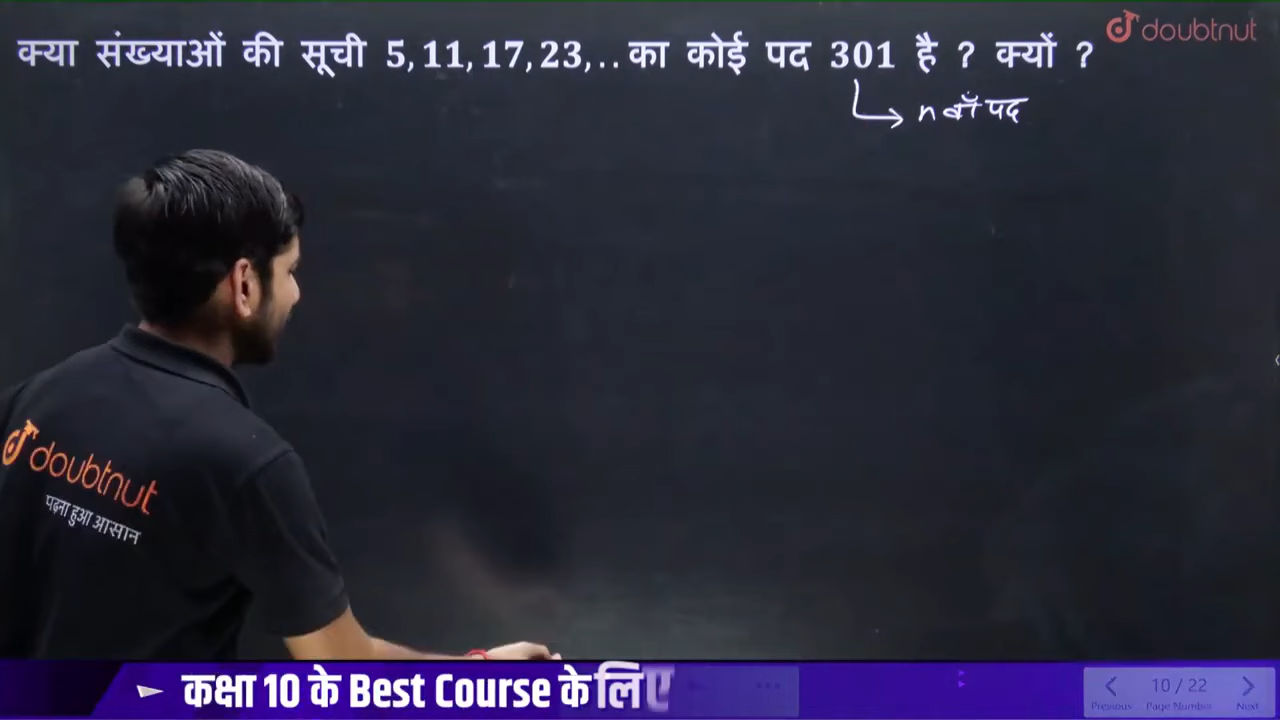 doubtnut
क्या संख्याओं की सूची 5, 11, 17, 23, . . का कोई पद 301 है ? क्यों ?
n वाँ पद
doubtnut
पढ़ना हुआ आसान
कक्षा 10 के Best Course के लिए
10 / 22
Previous Page Number Next